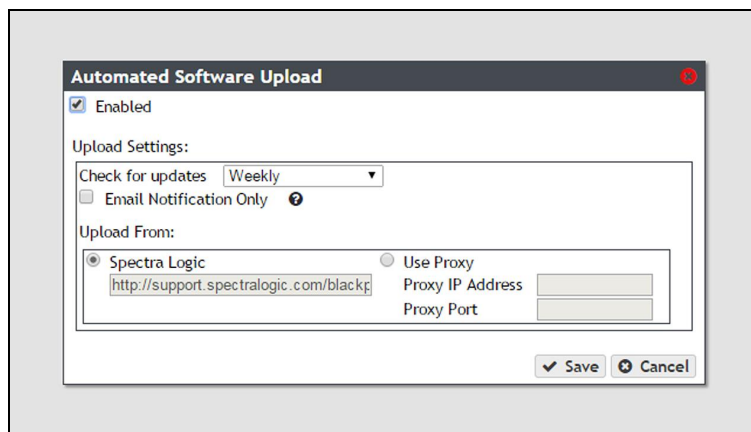 Automated Software Upload
Enabled
Upload Settings:
Check for updates Weekly
Email Notification Only
Upload From:
Spectra Logic Use Proxy
http://support.spectralogic.com/blackp Proxy IP Address
Proxy Port
Save Cancel